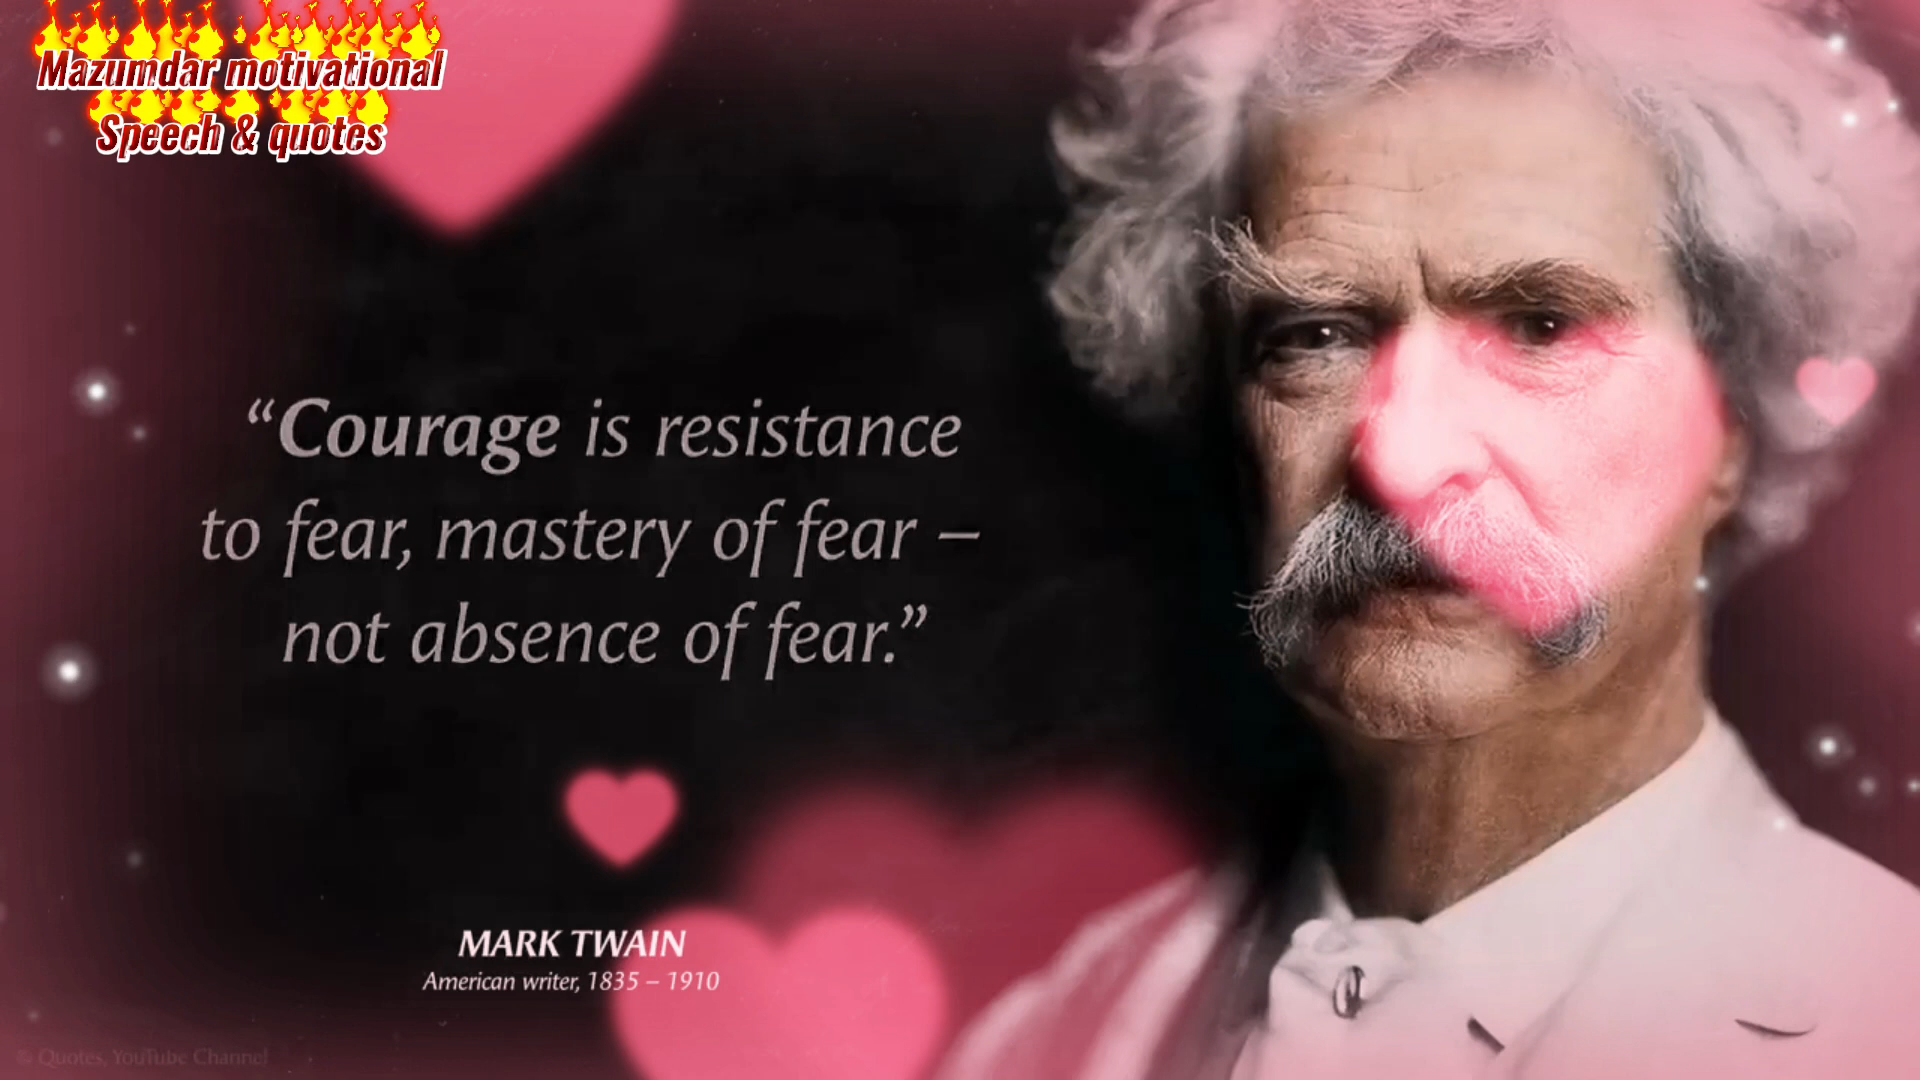 Mazumdar motivational
Speech & quotes
“Courage is resistance
to fear, mastery of fear –
not absence of fear.”
MARK TWAIN
American writer, 1835 – 1910
© Quotes, YouTube Channel